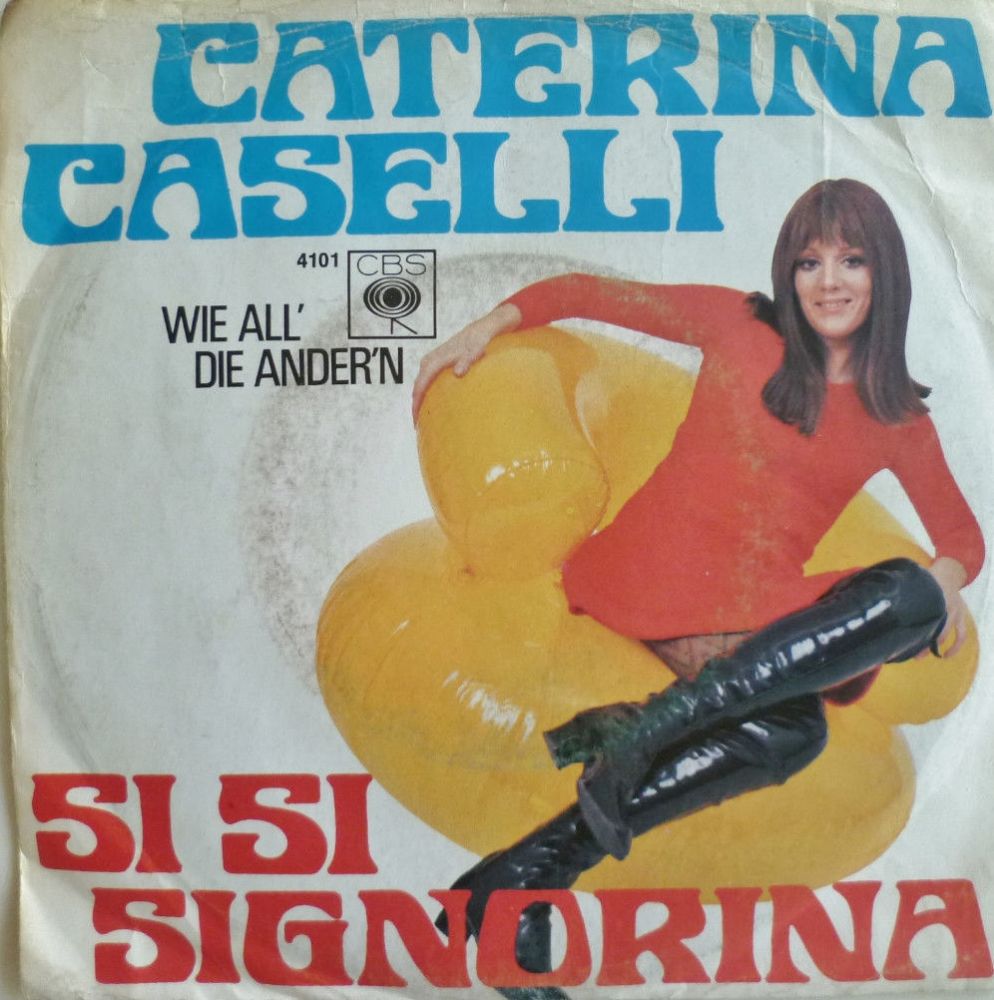 CATERINA
CASELLI
4101 CBS
WIE ALL'
DIE ANDER'N
SI SI
SIGNORINA